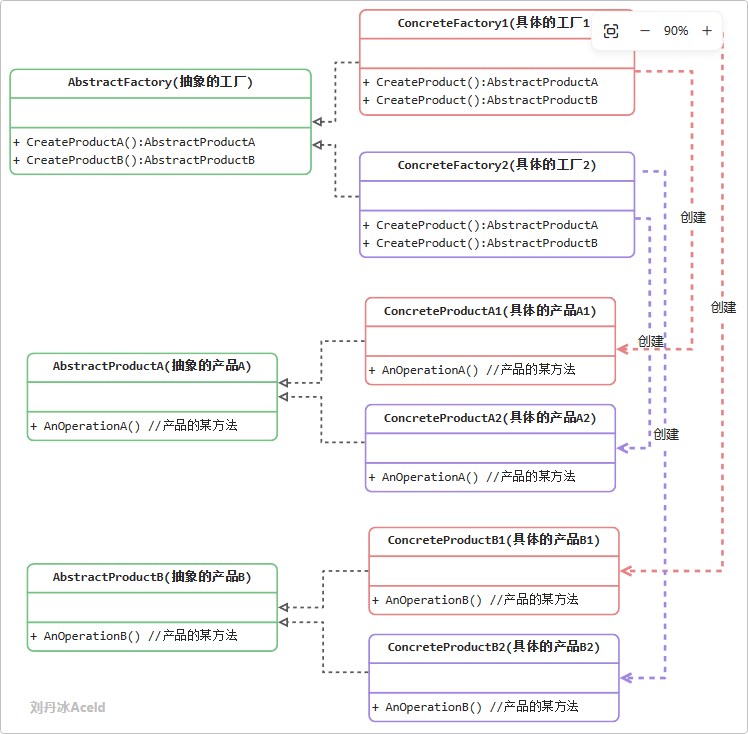 ConcreteFactory1(具体的工厂1
90%
AbstractFactory(抽象的工厂)
+ CreateProduct():AbstractProductA
+ CreateProduct():AbstractProductB
+ CreateProductA():AbstractProductA
+ CreateProductB():AbstractProductB
ConcreteFactory2(具体的工厂2)
+ CreateProduct():AbstractProductA
+ CreateProduct():AbstractProductB
创建
创建
ConcreteProductA1(具体的产品A1)
创建
AbstractProductA(抽象的产品A)
+ AnOperationA() //产品的某方法
ConcreteProductA2(具体的产品A2)
+ AnOperationA() //产品的某方法
创建
+ AnOperationA() //产品的某方法
ConcreteProductB1(具体的产品B1)
AbstractProductB(抽象的产品B)
+ AnOperationB() //产品的某方法
+ AnOperationB() //产品的某方法
ConcreteProductB2(具体的产品B2)
+ AnOperationB() //产品的某方法
刘丹冰Aceld